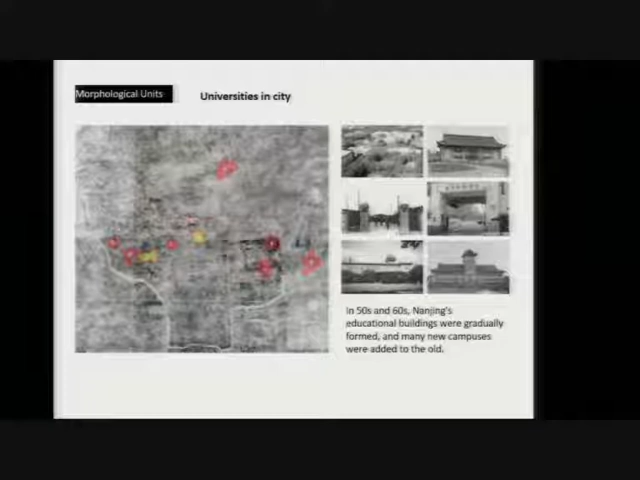 Morphological Units
Universities in city
In 50s and 60s, Nanjing's
educational buildings were gradually
formed, and many new campuses
were added to the old.